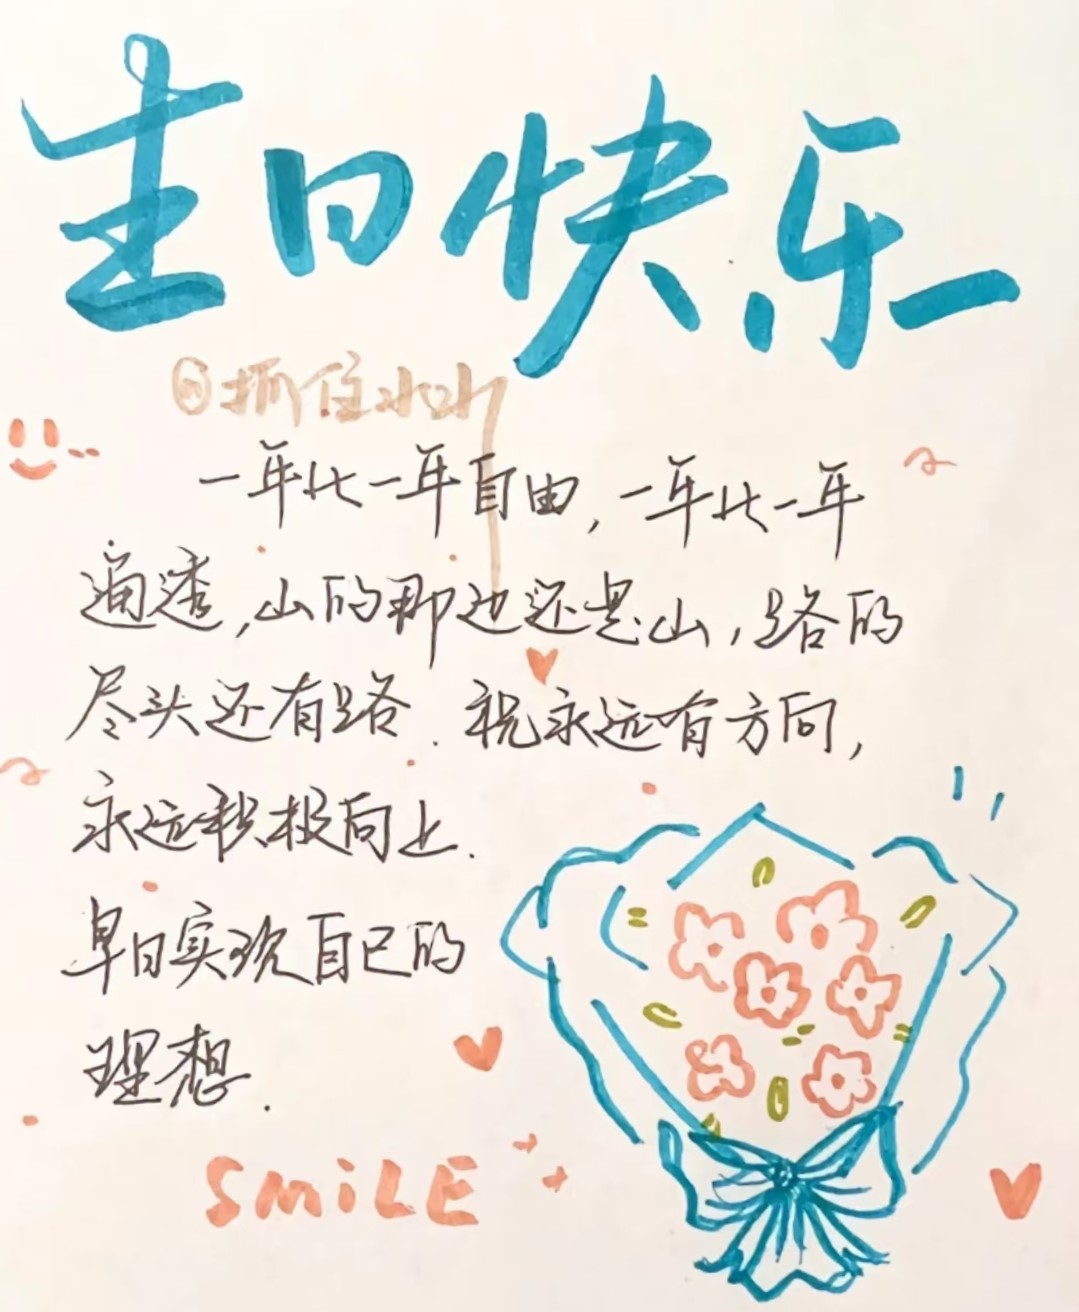 生日快乐
抓住水水
一年比一年自由,一年比一年
通透,山的那边还是山,路的
尽头还有路.祝永远有方向,
永远积极向上.
早日实现自己的
理想.
SMiLE